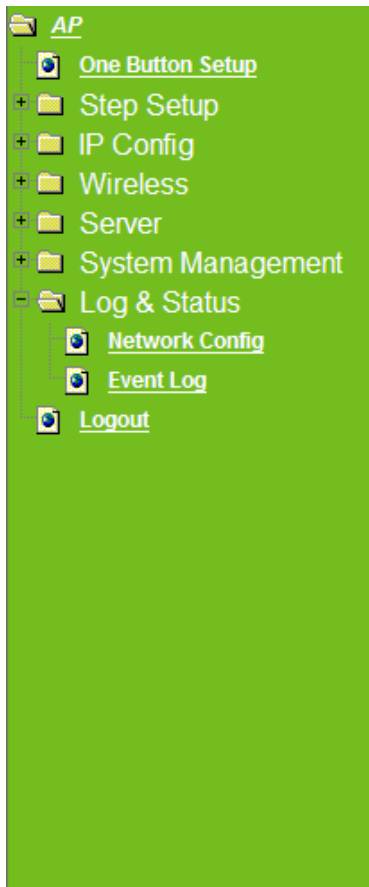 AP
One Button Setup
Step Setup
IP Config
Wireless
Server
System Management
Log & Status
Network Config
Event Log
Logout